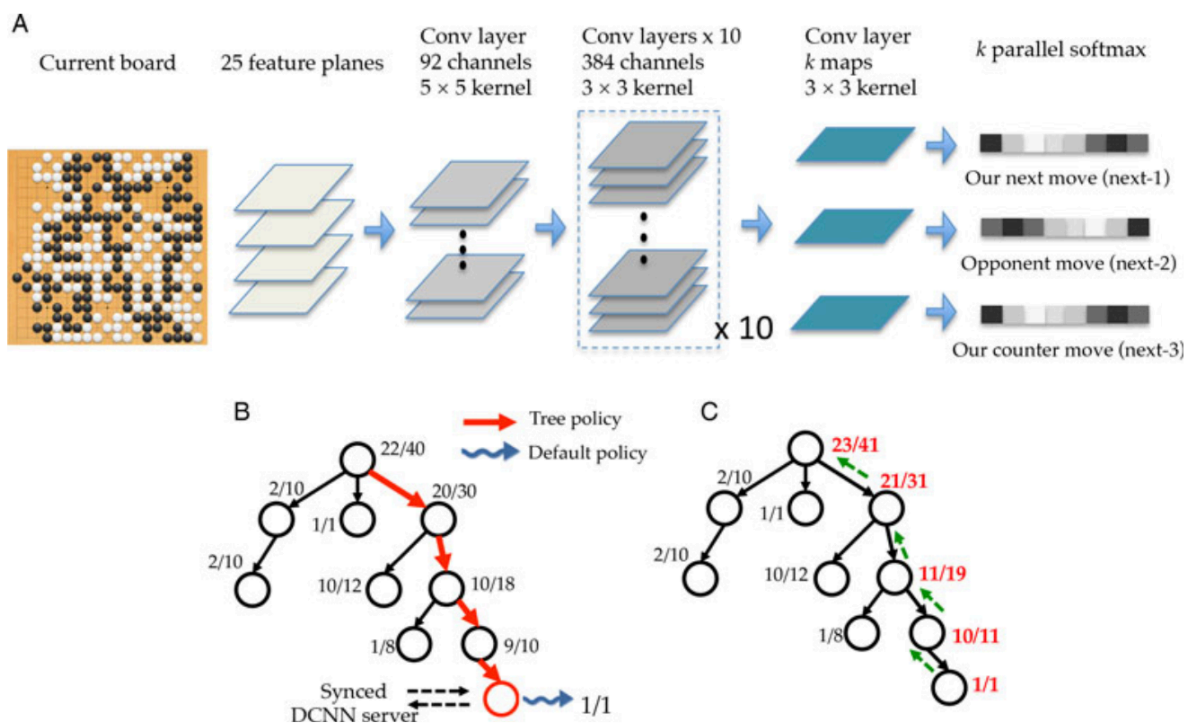 A
Current board
25 feature planes
Conv layer
92 channels
5 × 5 kernel
Conv layers x 10
384 channels
3 × 3 kernel
Conv layer
k maps
3 × 3 kernel
k parallel softmax
x 10
Our next move (next-1)
Opponent move (next-2)
Our counter move (next-3)
B
Tree policy
Default policy
22/40
2/10
1/1
20/30
2/10
10/12
10/18
1/8
9/10
Synced
DCNN server
1/1
C
23/41
2/10
1/1
21/31
2/10
10/12
11/19
1/8
10/11
1/1